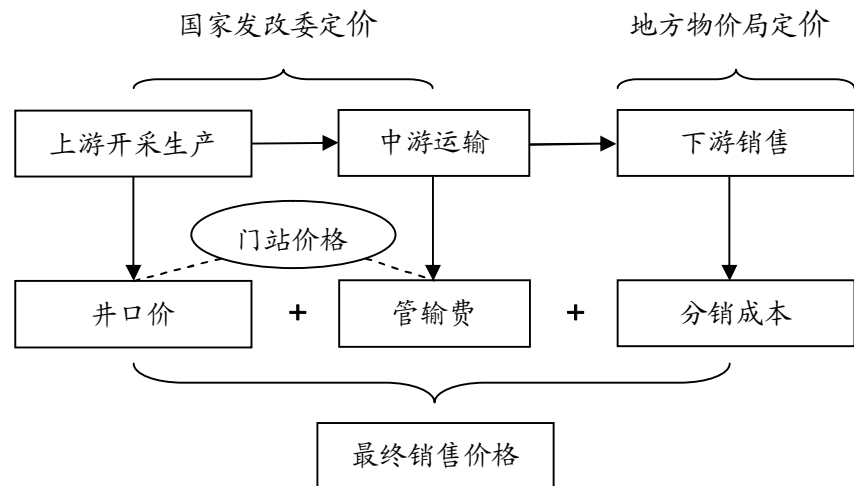 国家发改委定价
地方物价局定价
上游开采生产
中游运输
下游销售
门站价格
井口价
+
管输费
+
分销成本
最终销售价格